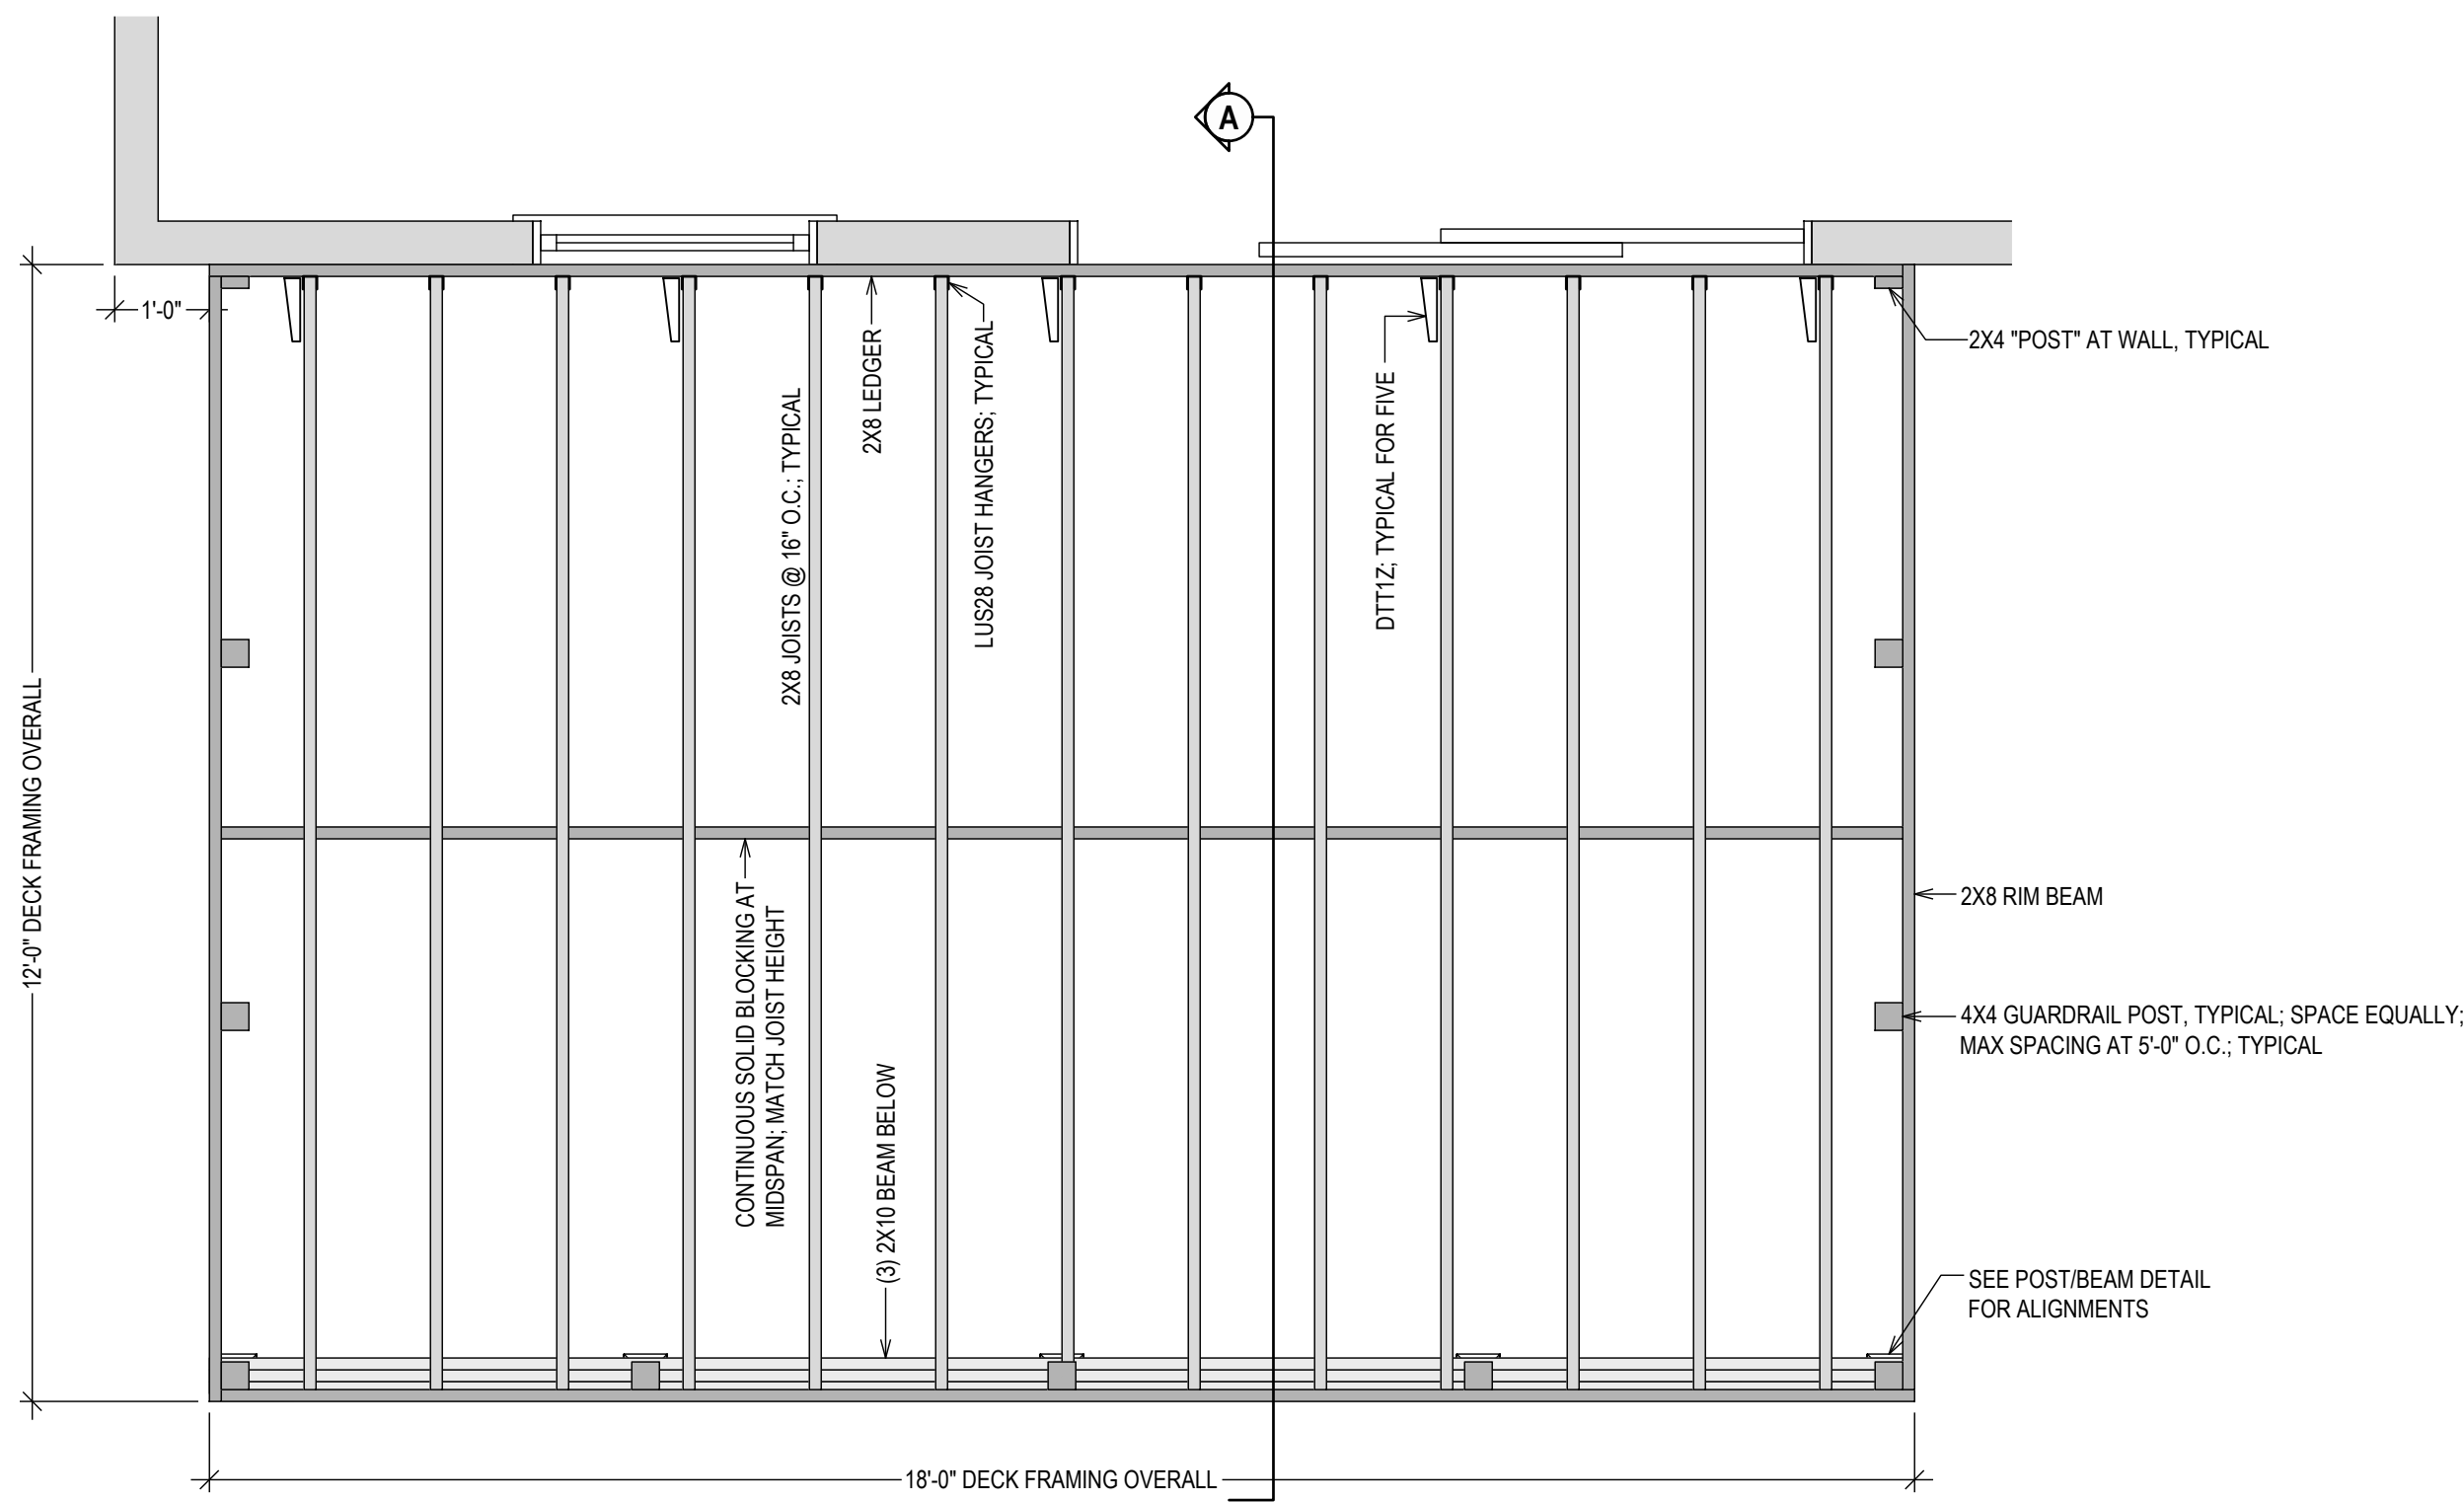 A
1'-0"
2X4 "POST" AT WALL, TYPICAL
2X8 LEDGER
LUS28 JOIST HANGERS; TYPICAL
2X8 JOISTS @ 16" O.C.; TYPICAL
DTT1Z; TYPICAL FOR FIVE
12'-0" DECK FRAMING OVERALL
2X8 RIM BEAM
CONTINUOUS SOLID BLOCKING AT
MIDSPAN; MATCH JOIST HEIGHT
4X4 GUARDRAIL POST, TYPICAL; SPACE EQUALLY;
MAX SPACING AT 5'-0" O.C.; TYPICAL
(3) 2X10 BEAM BELOW
SEE POST/BEAM DETAIL
FOR ALIGNMENTS
18'-0" DECK FRAMING OVERALL